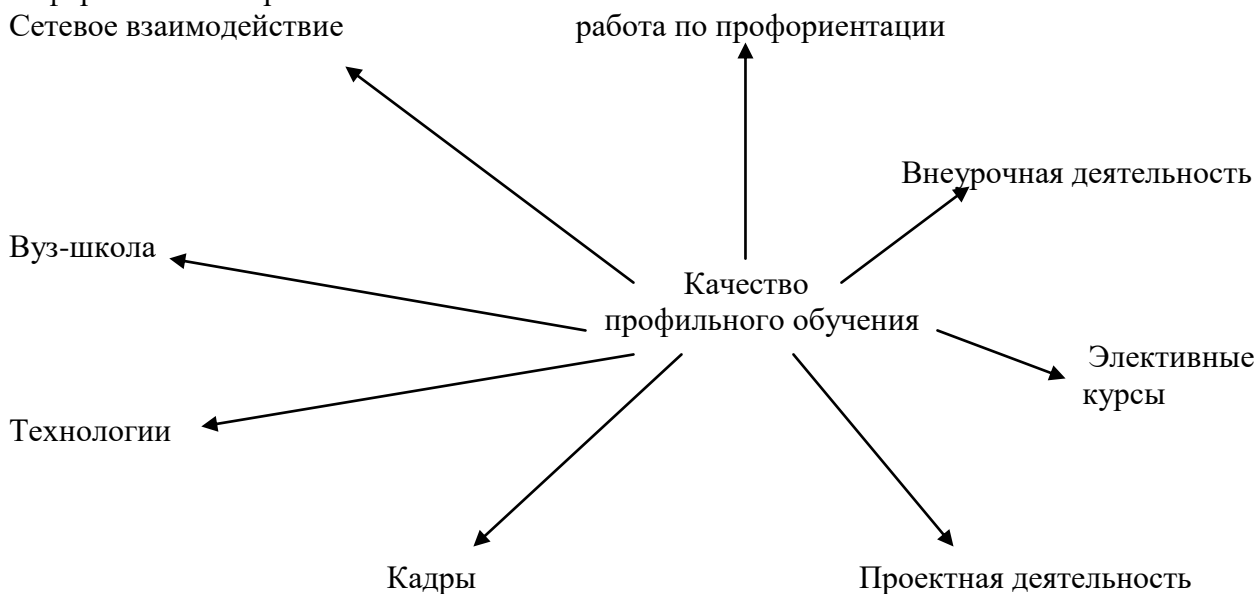 Сетевое взаимодействие
работа по профориентации
Внеурочная деятельность
Вуз-школа
Качество
профильного обучения
Элективные
курсы
Технологии
Кадры
Проектная деятельность